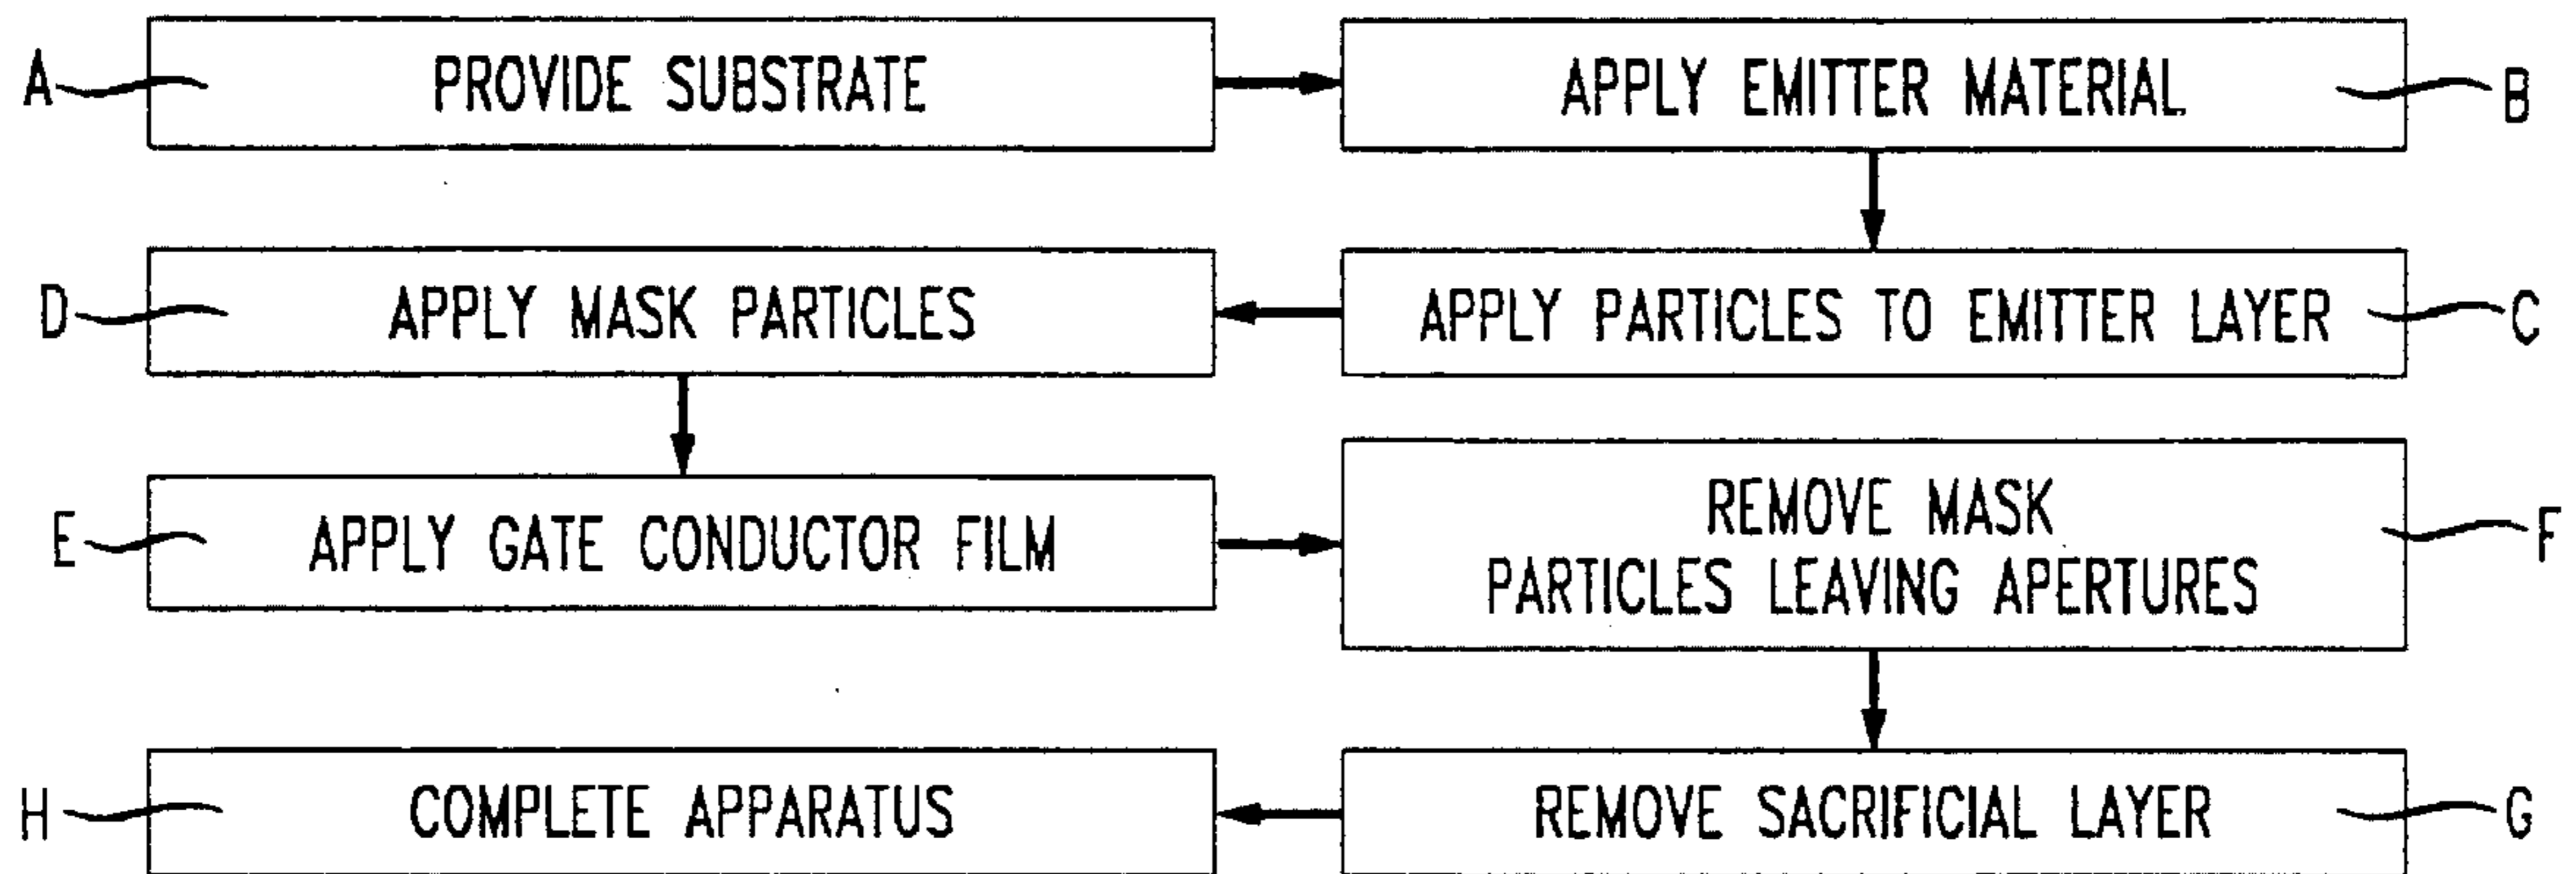 A
PROVIDE SUBSTRATE
APPLY EMITTER MATERIAL
B
D
APPLY MASK PARTICLES
APPLY PARTICLES TO EMITTER LAYER
C
E
APPLY GATE CONDUCTOR FILM
REMOVE MASK
PARTICLES LEAVING APERTURES
F
H
COMPLETE APPARATUS
REMOVE SACRIFICIAL LAYER
G